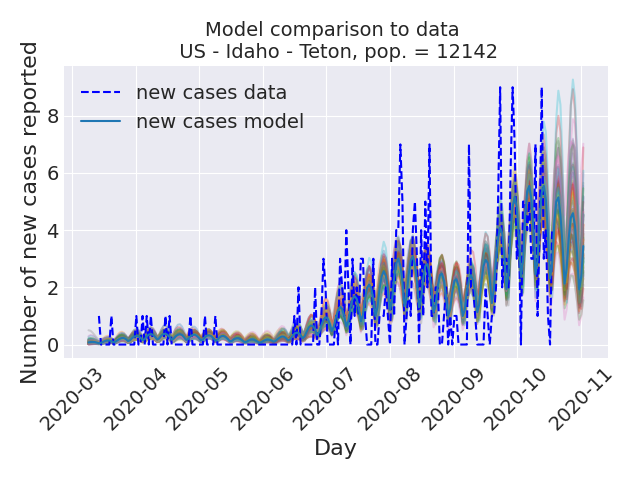 Model comparison to data
US - Idaho - Teton, pop. = 12142
Number of new cases reported
8
6
4
2
0
new cases data
new cases model
2020-03
2020-04
2020-05
2020-06
2020-07
2020-08
2020-09
2020-10
2020-11
Day